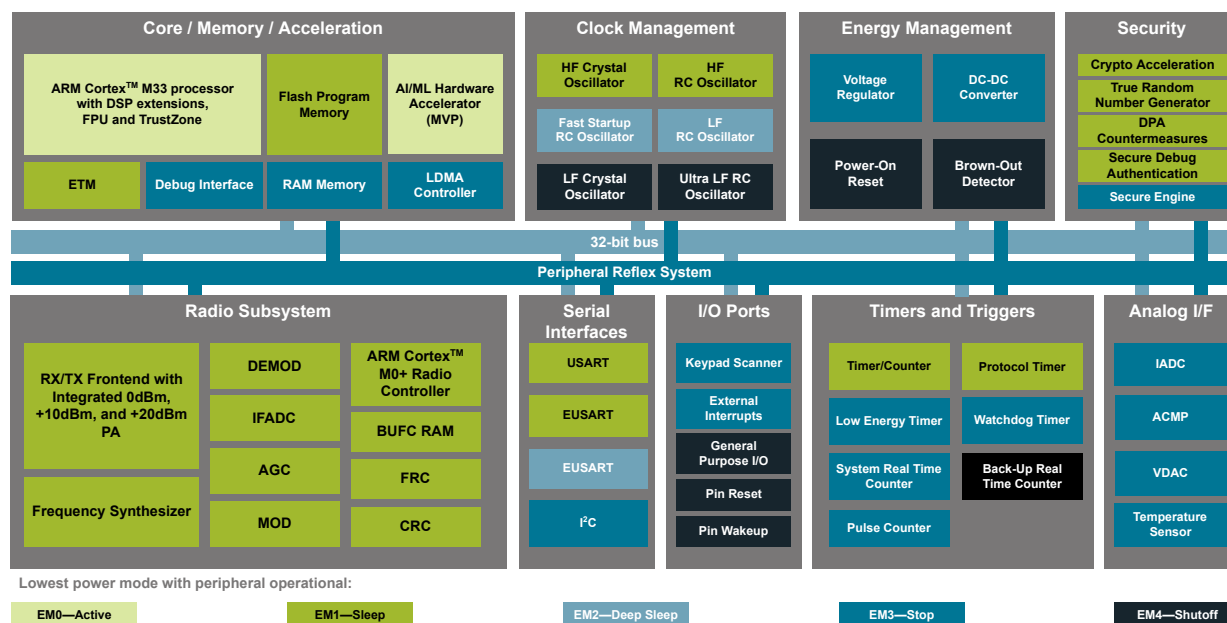 Core / Memory / Acceleration
ARM Cortex™ M33 processor
with DSP extensions,
FPU and TrustZone
Flash Program
Memory
AI/ML Hardware
Accelerator
(MVP)
ETM
Debug Interface
RAM Memory
LDMA
Controller
Clock Management
HF Crystal
Oscillator
HF
RC Oscillator
Fast Startup
RC Oscillator
LF
RC Oscillator
LF Crystal
Oscillator
Ultra LF RC
Oscillator
Energy Management
Voltage
Regulator
DC-DC
Converter
Power-On
Reset
Brown-Out
Detector
Security
Crypto Acceleration
True Random
Number Generator
DPA
Countermeasures
Secure Debug
Authentication
Secure Engine
32-bit bus
Peripheral Reflex System
Radio Subsystem
RX/TX Frontend with
Integrated 0dBm,
+10dBm, and +20dBm
PA
Frequency Synthesizer
DEMOD
IFADC
AGC
MOD
ARM Cortex™
M0+ Radio
Controller
BUFC RAM
FRC
CRC
Serial
Interfaces
USART
EUSART
EUSART
I²C
I/O Ports
Keypad Scanner
External
Interrupts
General
Purpose I/O
Pin Reset
Pin Wakeup
Timers and Triggers
Timer/Counter
Protocol Timer
Low Energy Timer
Watchdog Timer
System Real Time
Counter
Back-Up Real
Time Counter
Pulse Counter
Analog I/F
IADC
ACMP
VDAC
Temperature
Sensor
Lowest power mode with peripheral operational:
EM0—Active
EM1—Sleep
EM2—Deep Sleep
EM3—Stop
EM4—Shutoff